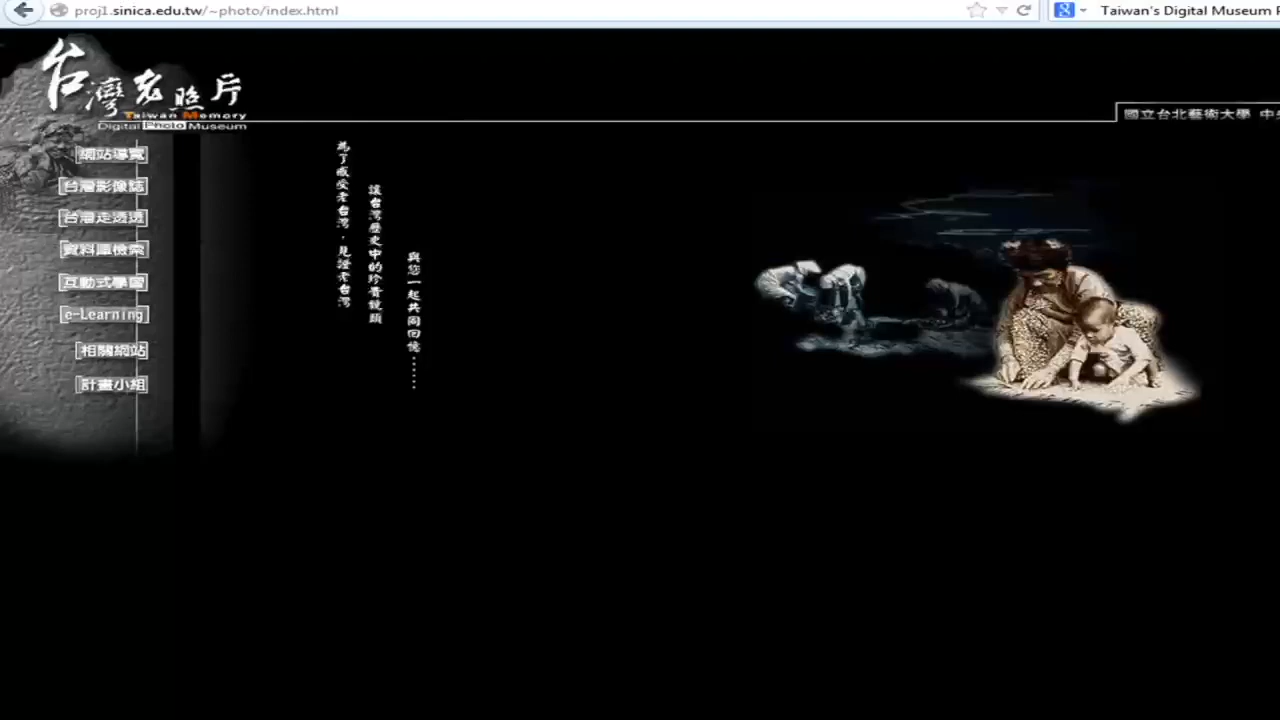 proj1.sinica.edu.tw/~photo/index.html
Taiwan's Digital Museum P
台灣老照片
Taiwan Memory
Digital Photo Museum
國立台北藝術大學 中央
網站導覽
台灣影像誌
台灣走透透
資料庫檢索
互動式學習
e-Learning
相關網站
計畫小組
為了感受老台灣，見證老台灣
讓台灣歷史中的珍貴鏡頭
與您一起共同回憶……